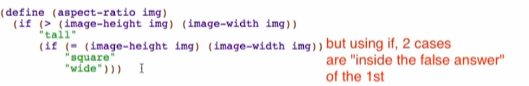 (define (aspect-ratio img)
(if (> (image-height img) (image-width img))
"tall"
(if (= (image-height img) (image-width img))
"square"
"wide")))
but using if, 2 cases
are "inside the false answer"
of the 1st